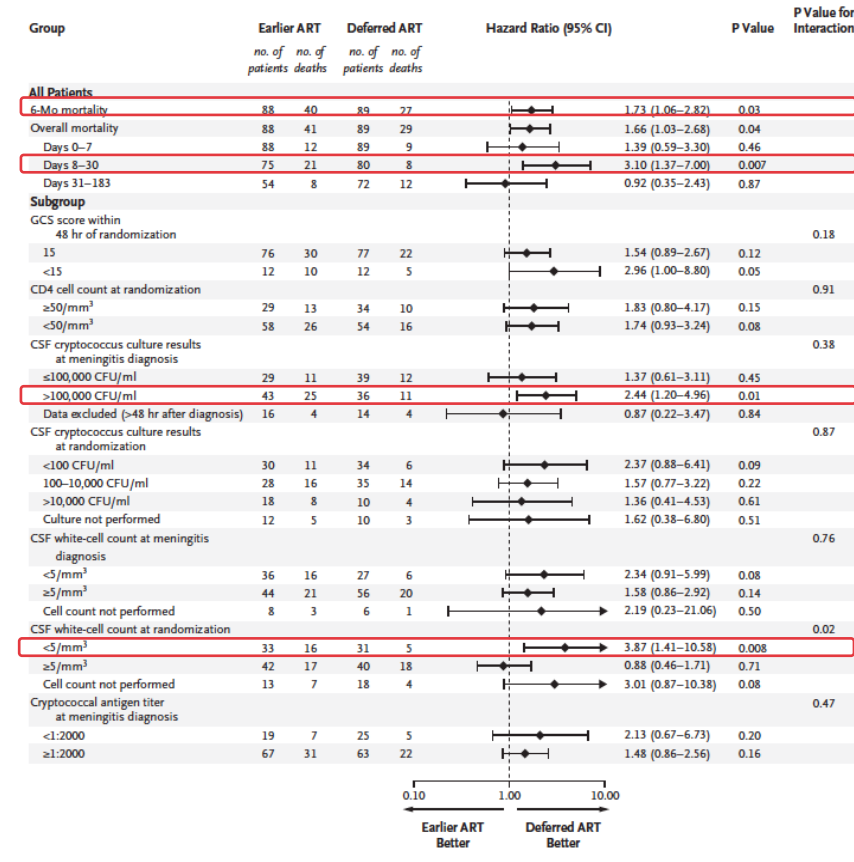 P Value for
Group Earlier ART Deferred ART Hazard Ratio (95% CI) P Value Interaction
no. of no. of no. of no. of
patients deaths patients deaths
All Patients
6-Mo mortality 88 40 89 27 1.73 (1.06–2.82) 0.03
Overall mortality 88 41 89 29 1.66 (1.03–2.68) 0.04
Days 0–7 88 12 89 9 1.39 (0.59–3.30) 0.46
Days 8–30 75 21 80 8 3.10 (1.37–7.00) 0.007
Days 31–183 54 8 72 12 0.92 (0.35–2.43) 0.87
Subgroup
GCS score within
48 hr of randomization 0.18
15 76 30 77 22 1.54 (0.89–2.67) 0.12
<15 12 10 12 5 2.96 (1.00–8.80) 0.05
CD4 cell count at randomization 0.91
≥50/mm³ 29 13 34 10 1.83 (0.80–4.17) 0.15
<50/mm³ 58 26 54 16 1.74 (0.93–3.24) 0.08
CSF cryptococcus culture results 0.38
at meningitis diagnosis
≤100,000 CFU/ml 29 11 39 12 1.37 (0.61–3.11) 0.45
>100,000 CFU/ml 43 25 36 11 2.44 (1.20–4.96) 0.01
Data excluded (>48 hr after diagnosis) 16 4 14 4 0.87 (0.22–3.47) 0.84
CSF cryptococcus culture results 0.87
at randomization
<100 CFU/ml 30 11 34 6 2.37 (0.88–6.41) 0.09
100–10,000 CFU/ml 28 16 35 14 1.57 (0.77–3.22) 0.22
>10,000 CFU/ml 18 8 10 4 1.36 (0.41–4.53) 0.61
Culture not performed 12 5 10 3 1.62 (0.38–6.80) 0.51
CSF white-cell count at meningitis 0.76
diagnosis
<5/mm³ 36 16 27 6 2.34 (0.91–5.99) 0.08
≥5/mm³ 44 21 56 20 1.58 (0.86–2.92) 0.14
Cell count not performed 8 3 6 1 2.19 (0.23–21.06) 0.50
CSF white-cell count at randomization 0.02
<5/mm³ 33 16 31 5 3.87 (1.41–10.58) 0.008
≥5/mm³ 42 17 40 18 0.88 (0.46–1.71) 0.71
Cell count not performed 13 7 18 4 3.01 (0.87–10.38) 0.08
Cryptococcal antigen titer 0.47
at meningitis diagnosis
<1:2000 19 7 25 5 2.13 (0.67–6.73) 0.20
≥1:2000 67 31 63 22 1.48 (0.86–2.56) 0.16
0.10 1.00 10.00
Earlier ART Deferred ART
Better Better